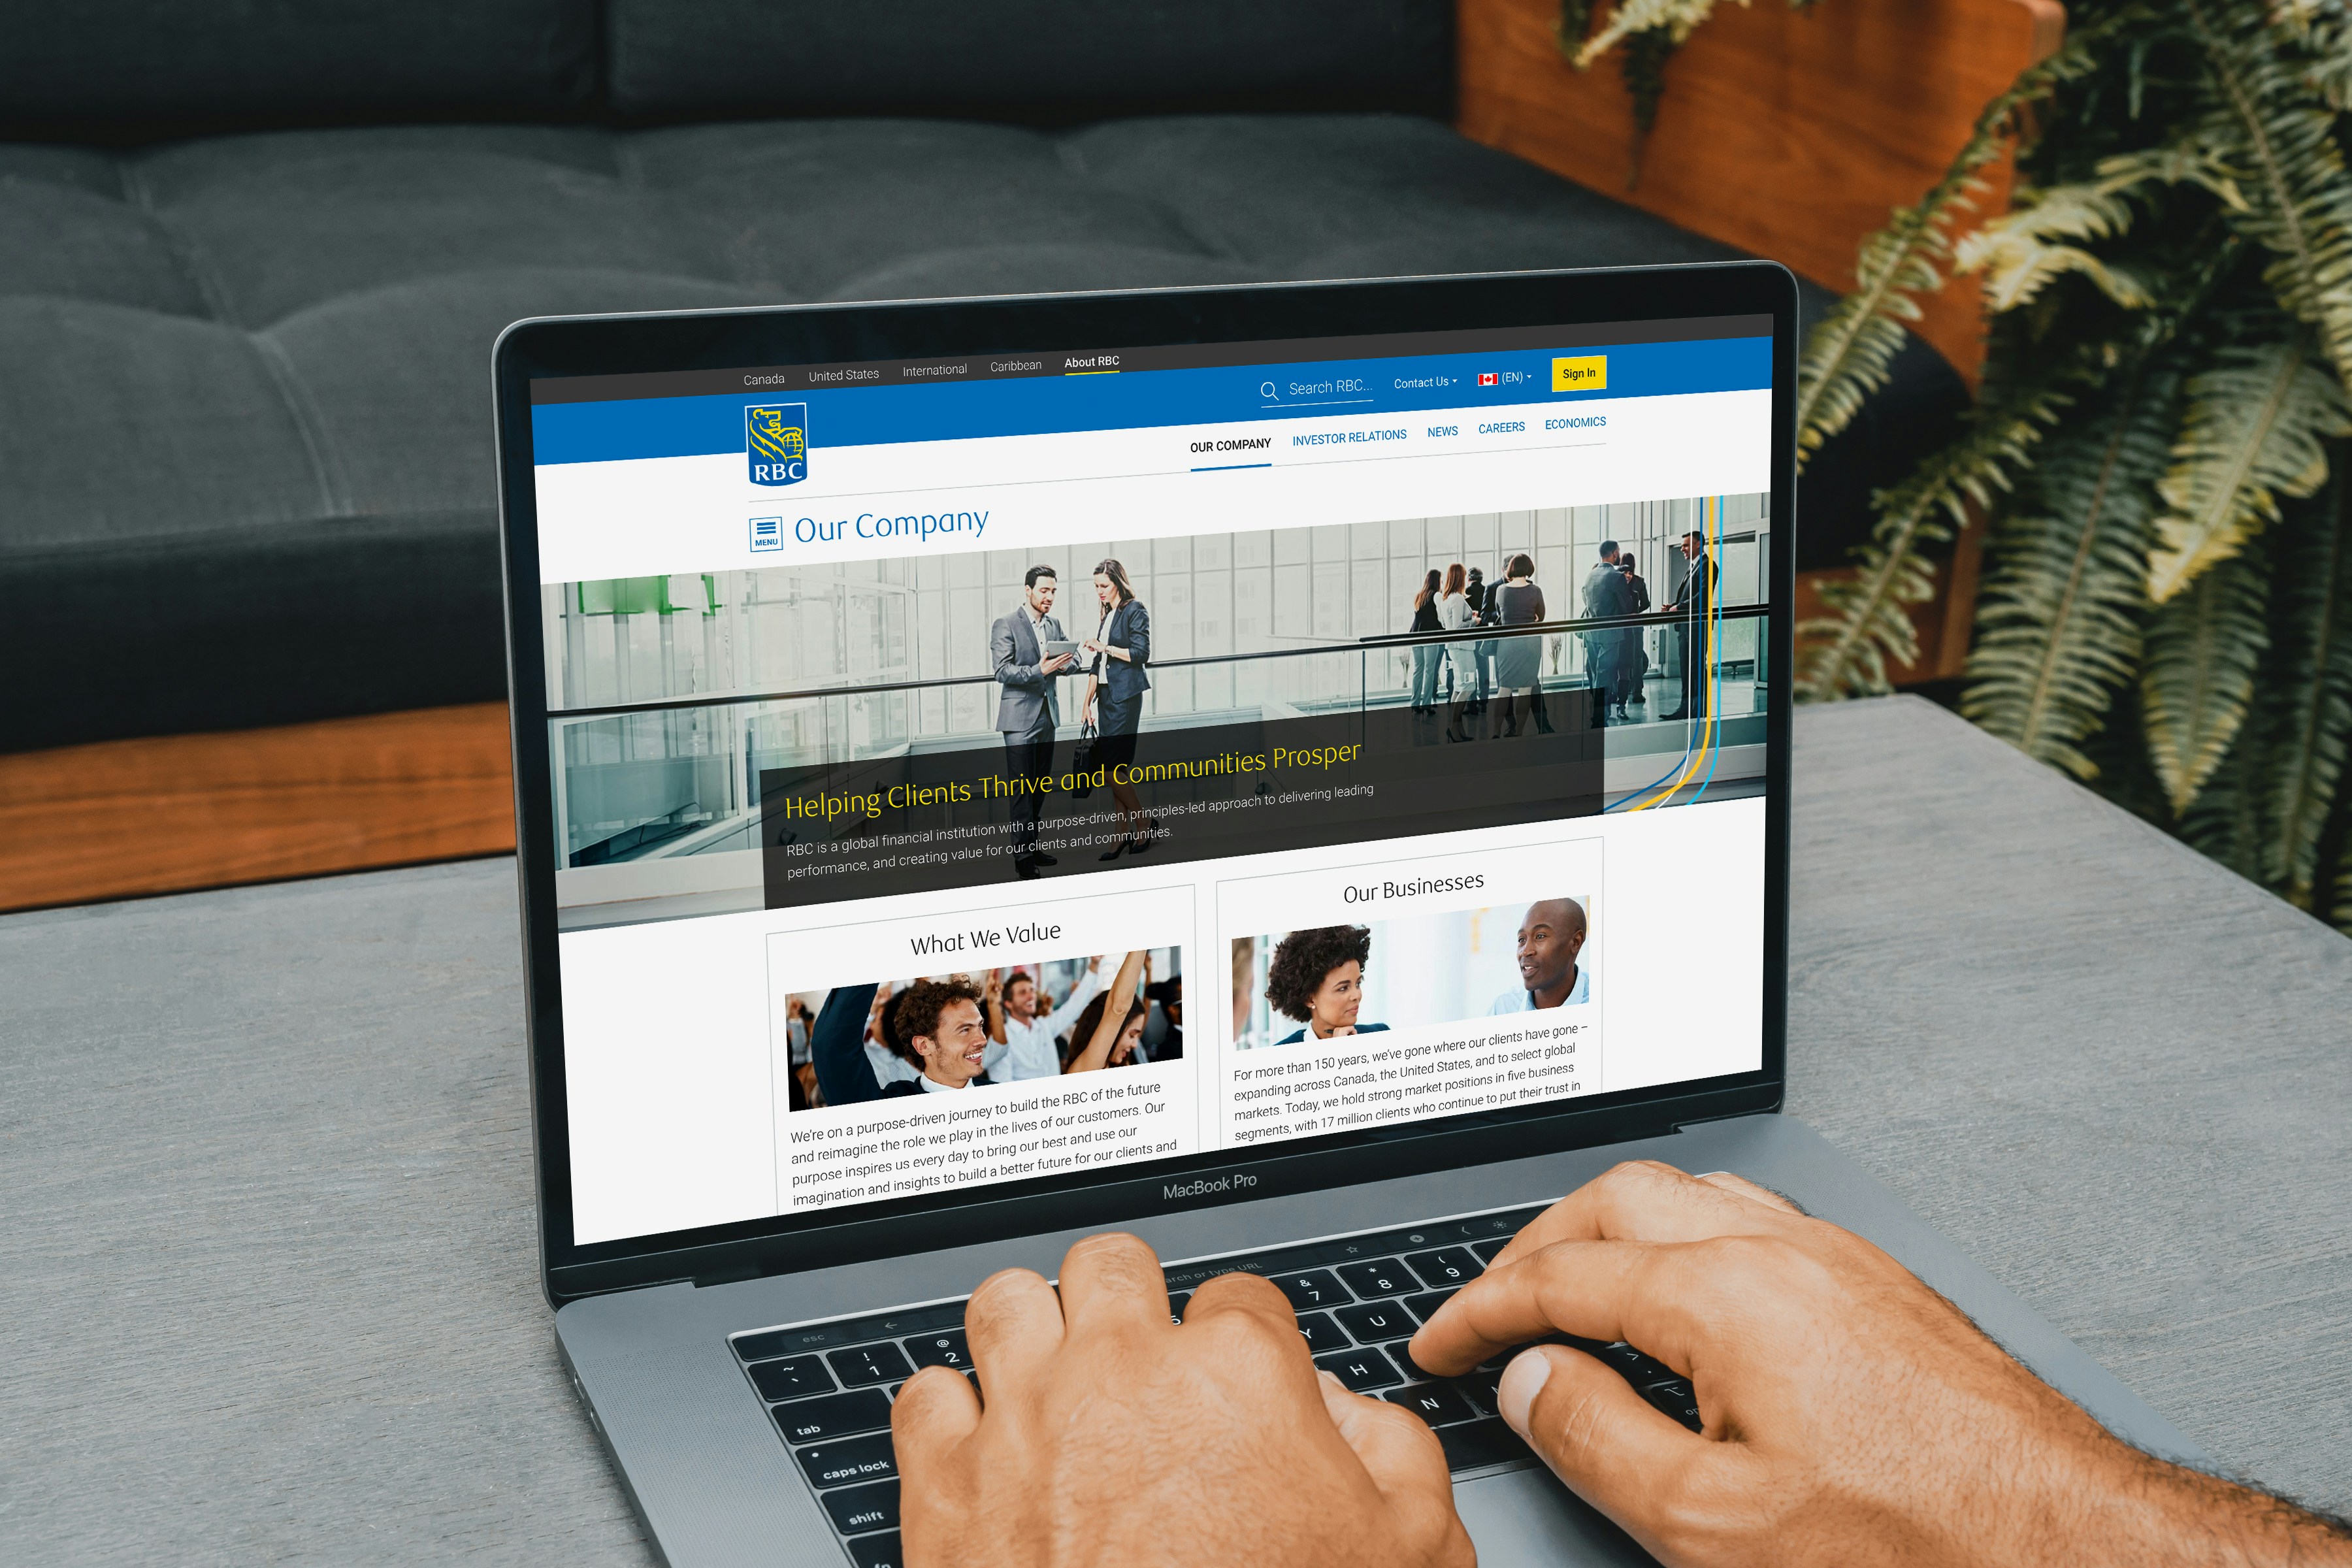 Canada United States International Caribbean About RBC
Search RBC... Contact Us (EN) Sign In
RBC
OUR COMPANY INVESTOR RELATIONS NEWS CAREERS ECONOMICS
MENU
Our Company
Helping Clients Thrive and Communities Prosper
RBC is a global financial institution with a purpose-driven, principles-led approach to delivering leading
performance, and creating value for our clients and communities.
What We Value
We're on a purpose-driven journey to build the RBC of the future
and reimagine the role we play in the lives of our customers. Our
purpose inspires us every day to bring our best and use our
imagination and insights to build a better future for our clients and
Our Businesses
For more than 150 years, we've gone where our clients have gone –
expanding across Canada, the United States, and to select global
markets. Today, we hold strong market positions in five business
segments, with 17 million clients who continue to put their trust in
MacBook Pro
esc
or type URL
~ ` ! 1 @ 2 & 7 * 8 ( 9
tab Y U
caps lock H
shift N
fn